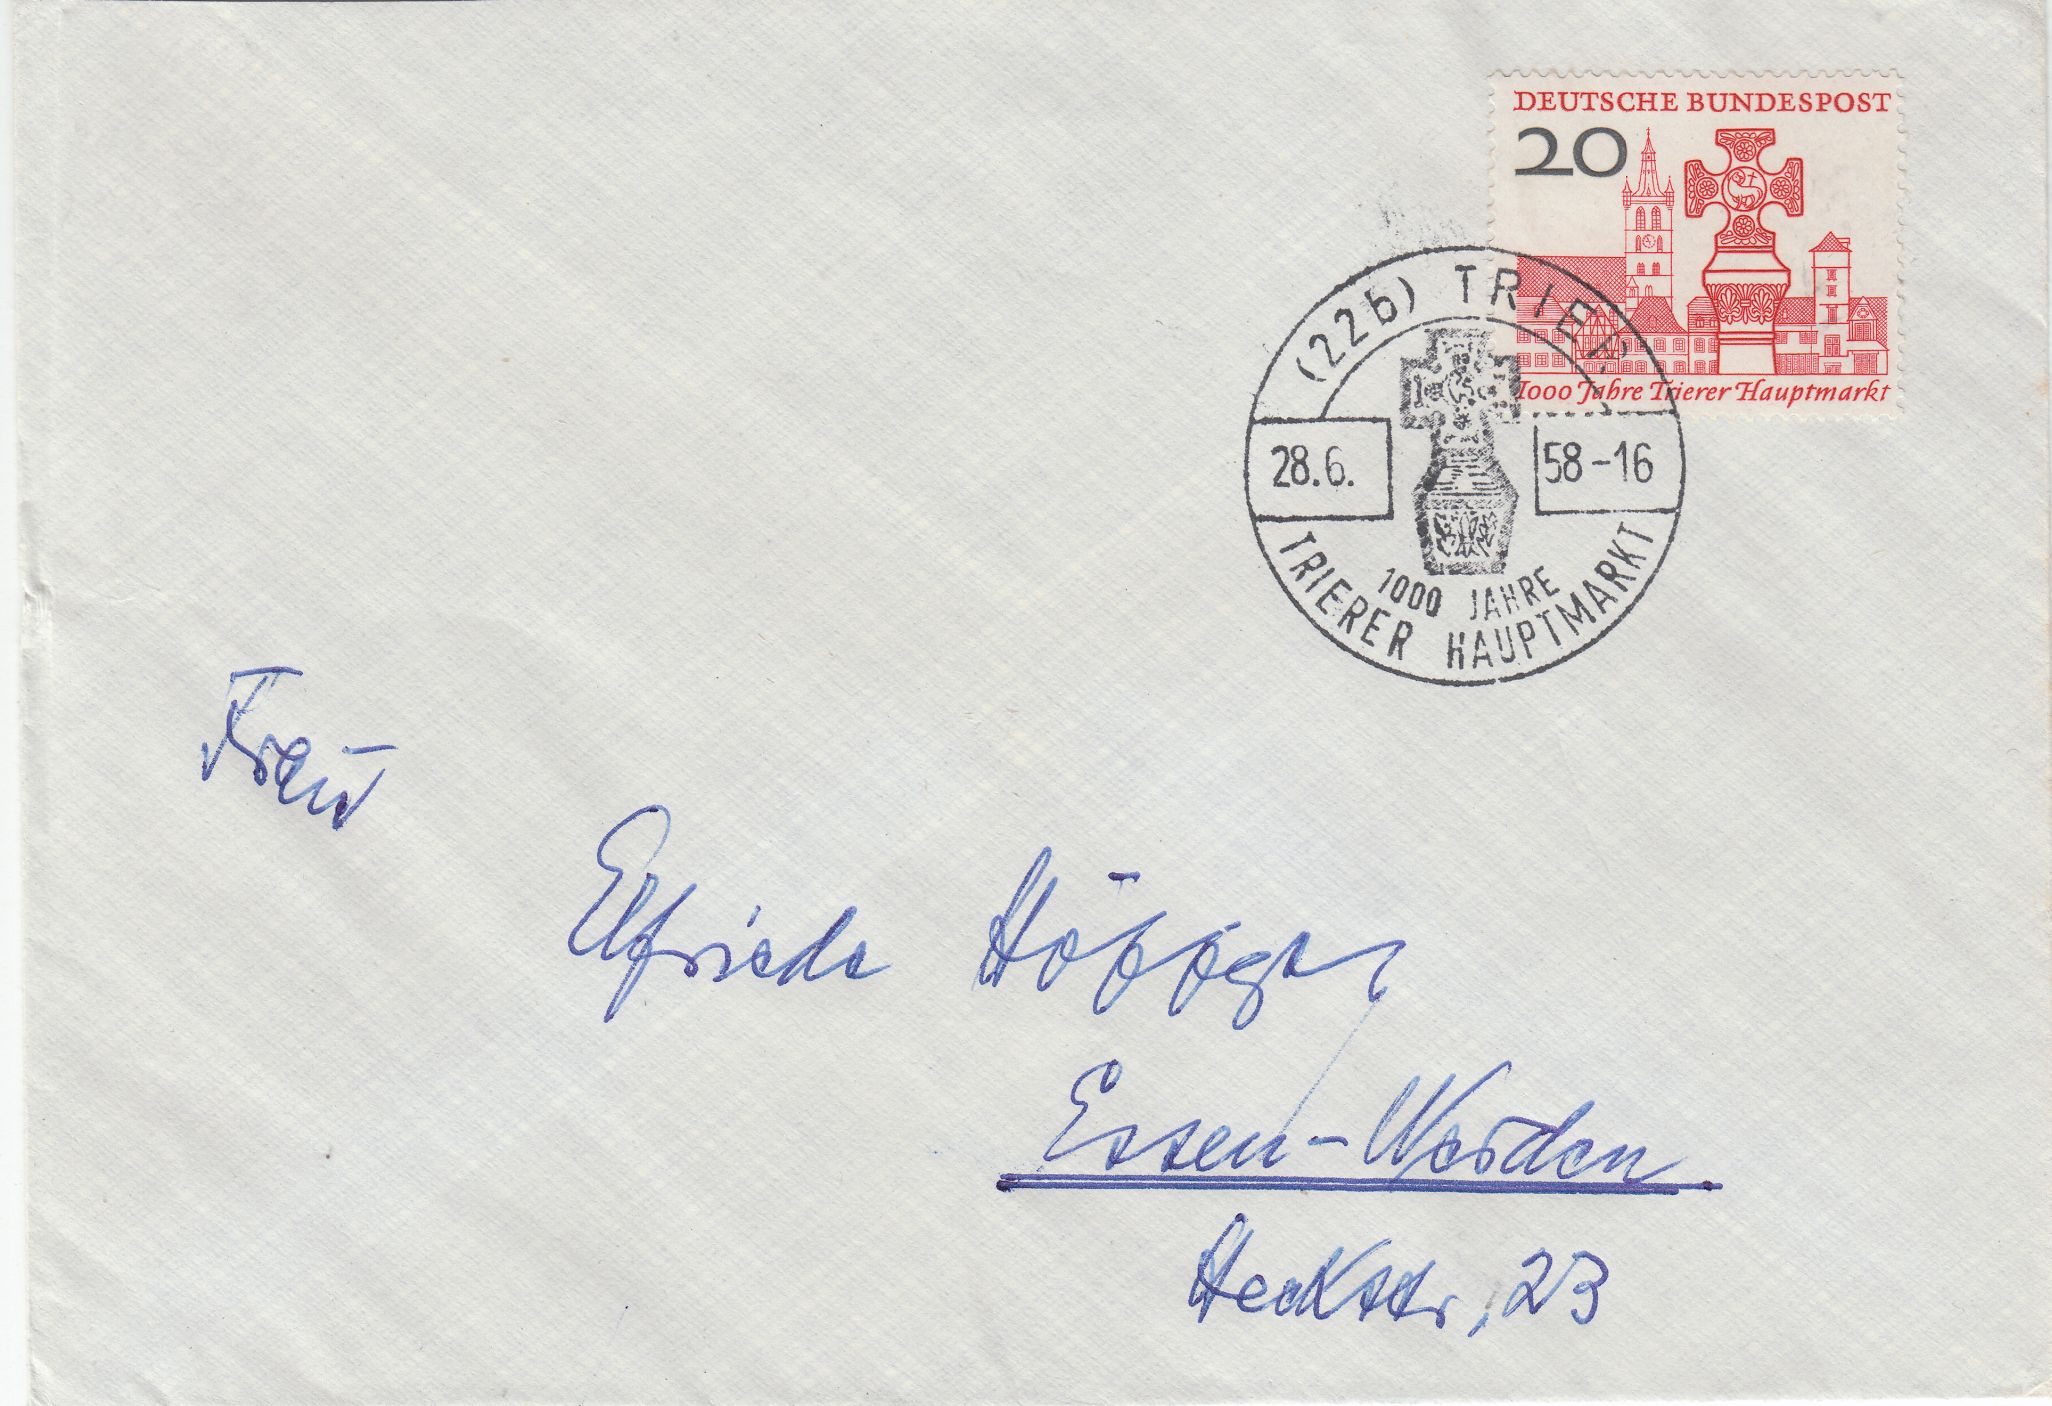 DEUTSCHE BUNDESPOST
20
1000 Jahre Trierer Hauptmarkt
(22b) TRIER
28.6. 58-16
1000 JAHRE
TRIERER HAUPTMARKT
Frau
Elfriede
Essen-Werden
Heckstr. 23